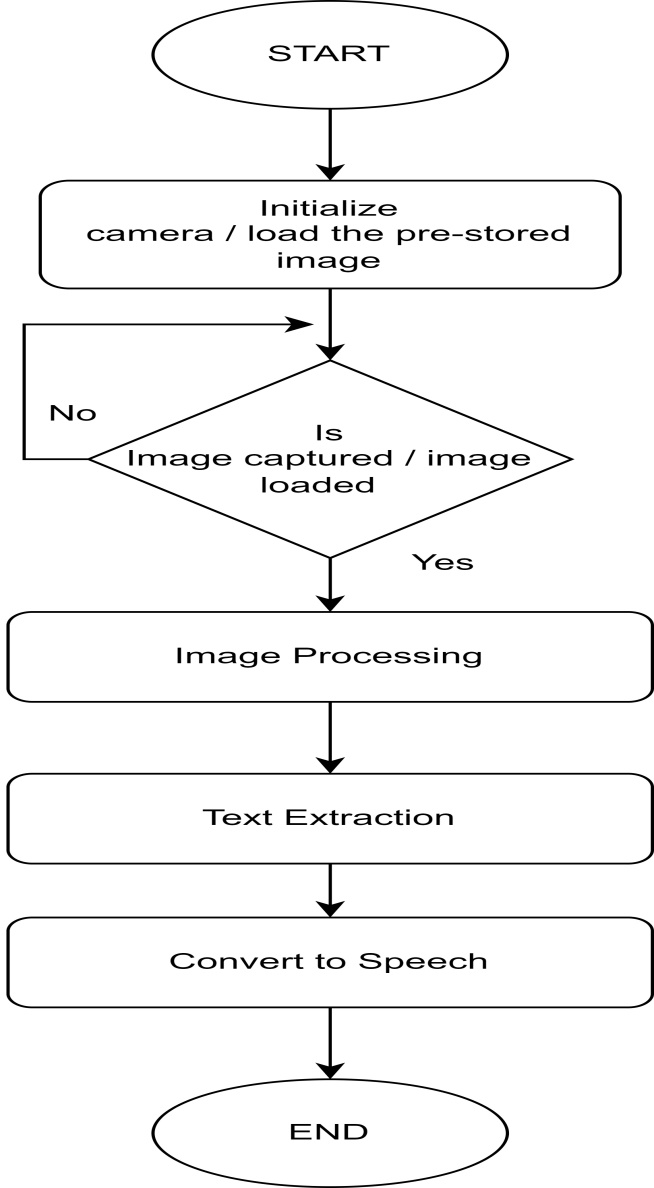 START
Initialize
camera / load the pre-stored
image
No
Is
Image captured / image
loaded
Yes
Image Processing
Text Extraction
Convert to Speech
END